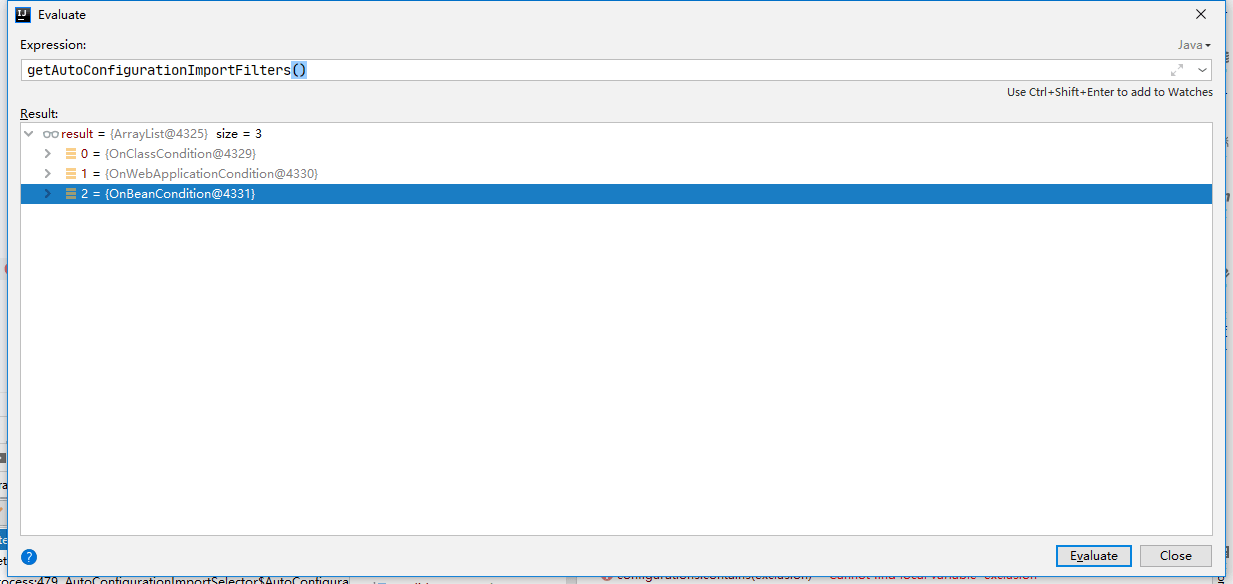 Evaluate
Expression:
Java
getAutoConfigurationImportFilters()
Use Ctrl+Shift+Enter to add to Watches
Result:
result = {ArrayList@4325} size = 3
0 = {OnClassCondition@4329}
1 = {OnWebApplicationCondition@4330}
2 = {OnBeanCondition@4331}
Evaluate
Close
ocess:479, AutoConfigurationImportSelector$AutoConfigura
configurations.contains(exclusion) Cannot find local variable 'exclusion'